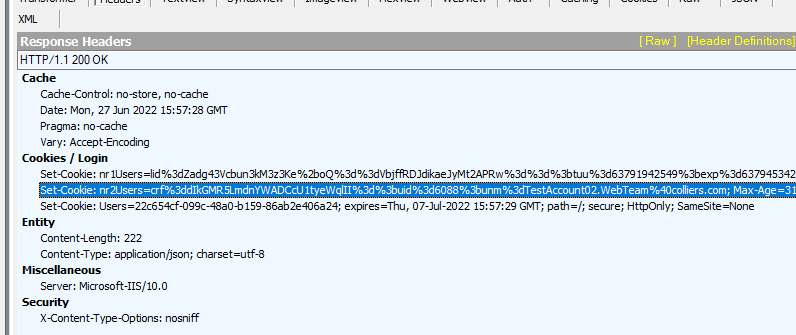 Transformer Headers TextView SyntaxView ImageView HexView WebView Auth Caching Cookies Raw JSON
XML
Response Headers [ Raw ] [Header Definitions]
HTTP/1.1 200 OK
Cache
Cache-Control: no-store, no-cache
Date: Mon, 27 Jun 2022 15:57:28 GMT
Pragma: no-cache
Vary: Accept-Encoding
Cookies / Login
Set-Cookie: nr1Users=lid%3dZadg43Vcbun3kM3z3Ke%2boQ%3d%3dVbjffRDJdikaeJyMt2APRw%3d%3d%3btuu%3d63791942549%3bexp%3d637945342
Set-Cookie: nr2Users=crf%3ddIkGMR5LmdnYWADCcU1tyeWqlI%3d%3buid%3d6088%3bunm%3dTestAccount02.WebTeam%40colliers.com; Max-Age=31
Set-Cookie: Users=22c654cf-099c-48a0-b159-86ab2e406a24; expires=Thu, 07-Jul-2022 15:57:29 GMT; path=/; secure; HttpOnly; SameSite=None
Entity
Content-Length: 222
Content-Type: application/json; charset=utf-8
Miscellaneous
Server: Microsoft-IIS/10.0
Security
X-Content-Type-Options: nosniff